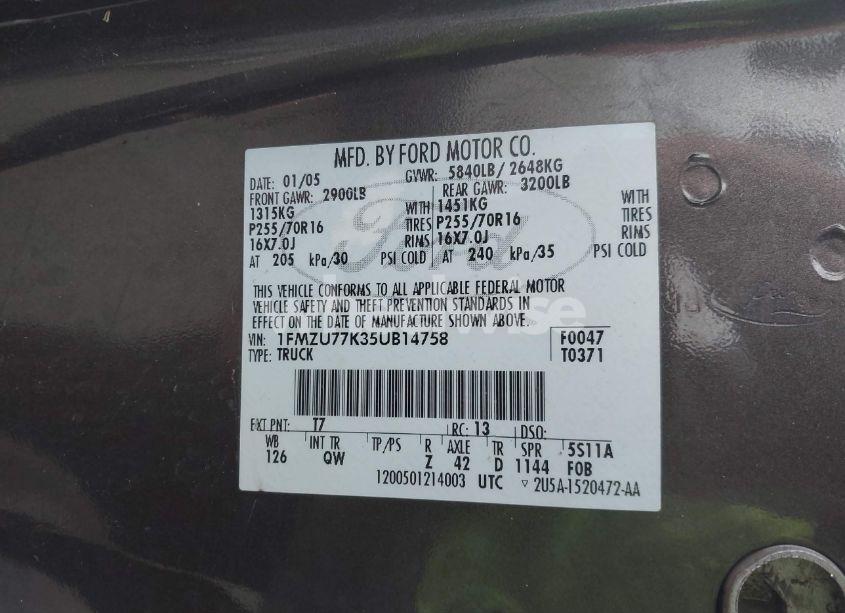 MFD. BY FORD MOTOR CO.
DATE: 01/05 GVWR: 5840LB/ 2648KG
FRONT GAWR: 2900LB REAR GAWR: 3200LB
1315KG WITH 1451KG WITH
P255/70R16 TIRES P255/70R16 TIRES
16X7.0J RIMS 16X7.0J RIMS
AT 205 kPa/30 PSI COLD AT 240 kPa/35 PSI COLD
THIS VEHICLE CONFORMS TO ALL APPLICABLE FEDERAL MOTOR
VEHICLE SAFETY AND THEFT PREVENTION STANDARDS IN
EFFECT ON THE DATE OF MANUFACTURE SHOWN ABOVE.
VIN: 1FMZU77K35UB14758 F0047
TYPE: TRUCK T0371
EXT PNT: T7 RC: 13 DSO:
WB INT TR TP/PS R AXLE TR SPR 5S11A
126 QW Z 42 D 1144 FOB
1200501214003 UTC ▽ 2U5A-1520472-AA
Ford